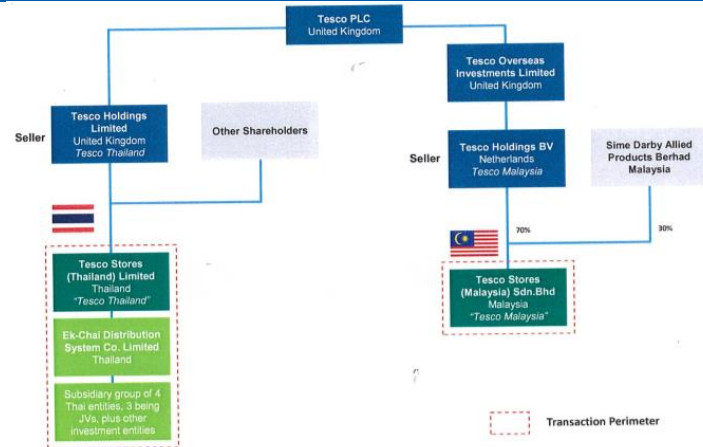 Tesco PLC
United Kingdom
Tesco Overseas
Investments Limited
United Kingdom
Seller
Tesco Holdings
Limited
United Kingdom
Tesco Thailand
Other Shareholders
Seller
Tesco Holdings BV
Netherlands
Tesco Malaysia
Sime Darby Allied
Products Berhad
Malaysia
70%
30%
Tesco Stores
(Thailand) Limited
Thailand
"Tesco Thailand"
Tesco Stores
(Malaysia) Sdn.Bhd
Malaysia
"Tesco Malaysia"
Ek-Chai Distribution
System Co. Limited
Thailand
Subsidiary group of 4
Thai entities, 3 being
JVs, plus other
investment entities
Transaction Perimeter